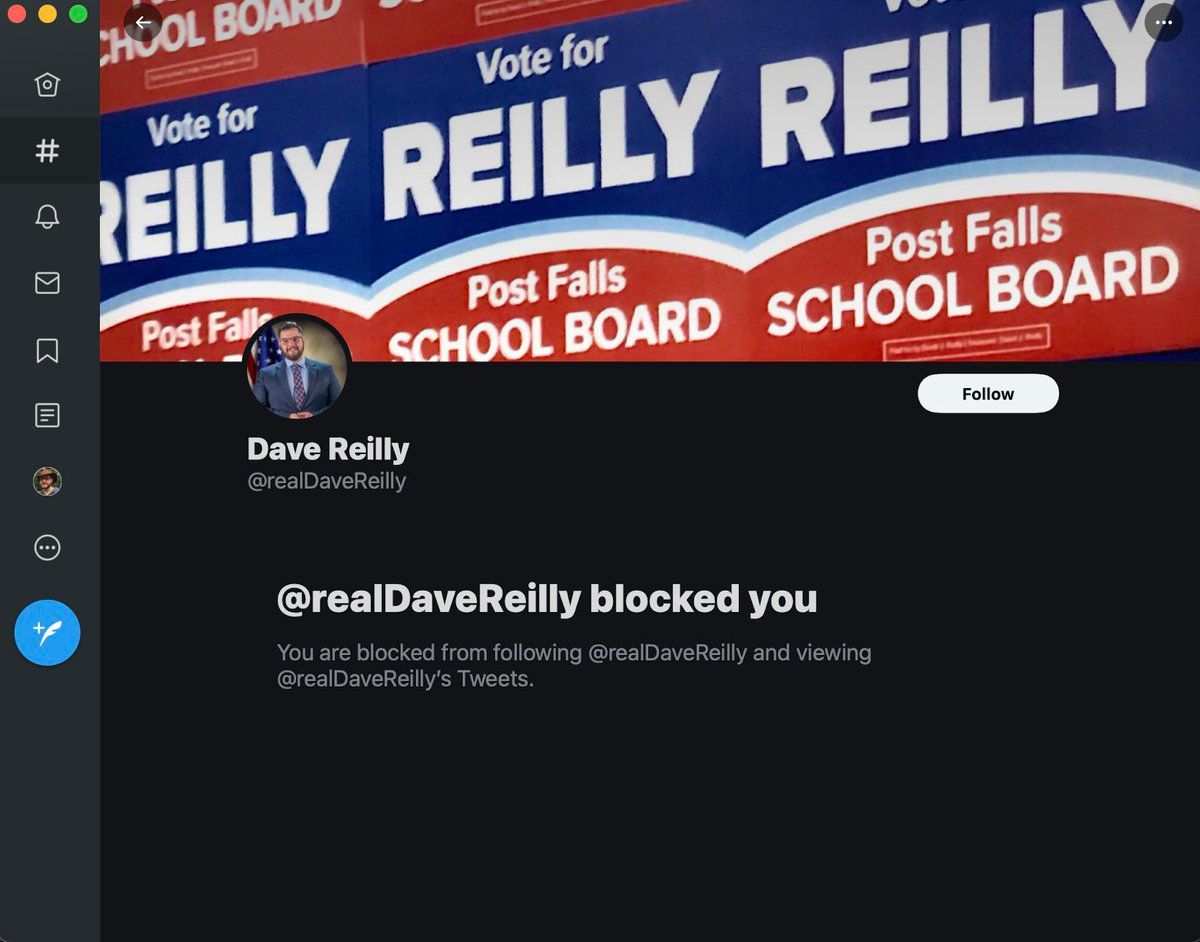 CHOOL BOARD
Vote for
REILLY
Post Falls
Vote for
REILLY
Post Falls
SCHOOL BOARD
REILLY
Post Falls
SCHOOL BOARD
Follow
Dave Reilly
@realDaveReilly
@realDaveReilly blocked you
You are blocked from following @realDaveReilly and viewing
@realDaveReilly’s Tweets.